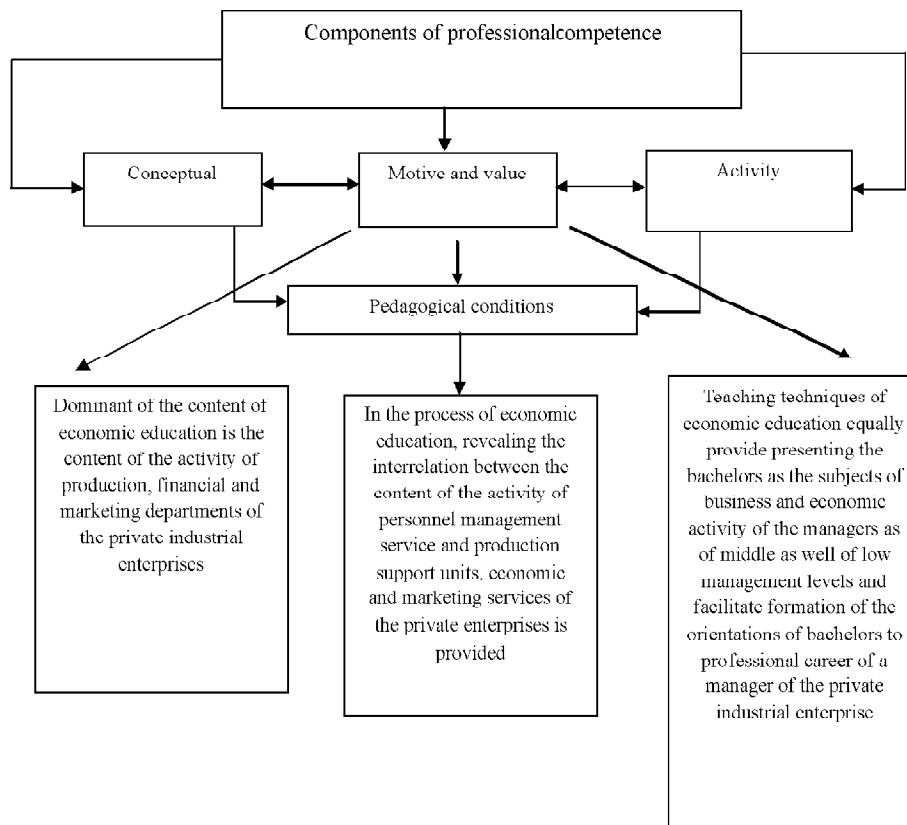 Components of professionalcompetence
Conceptual
Motive and value
Activity
Pedagogical conditions
Dominant of the content of
economic education is the
content of the activity of
production, financial and
marketing departments of
the private industrial
enterprises
In the process of economic
education, revealing the
interrelation between the
content of the activity of
personnel management
service and production
support units, economic
and marketing services of
the private enterprises is
provided
Teaching techniques of
economic education equally
provide presenting the
bachelors as the subjects of
business and economic
activity of the managers as
of middle as well of low
management levels and
facilitate formation of the
orientations of bachelors to
professional career of a
manager of the private
industrial enterprise